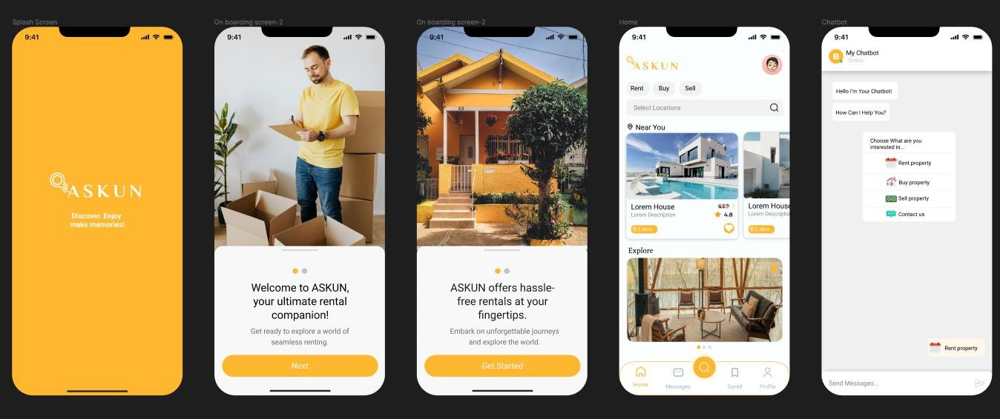 Splash Screen
9:41
ASKUN
Discover. Enjoy
make memories!
On boarding screen-2
9:41
Welcome to ASKUN,
your ultimate rental
companion!
Get ready to explore a world of
seamless renting.
Next
On boarding screen-2
9:41
53
ASKUN offers hassle-
free rentals at your
fingertips.
Embark on unforgettable journeys
and explore the world.
Get Started
Home
9:41
ASKUN
Rent
Buy
Sell
Select Locations
Near You
Lorem House
Lorem Description
4.8
2.4km
Lorem House
Lorem Description
2.4km
Explore
Home
Messages
Saved
Profile
Chatbot
9:41
B
My Chatbot
Online
Hello I'm Your Chatbot!
How Can I Help You?
Choose What are you
interested in...
Rent property
Buy property
Sell property
Contact us
Rent property
Send Messages...